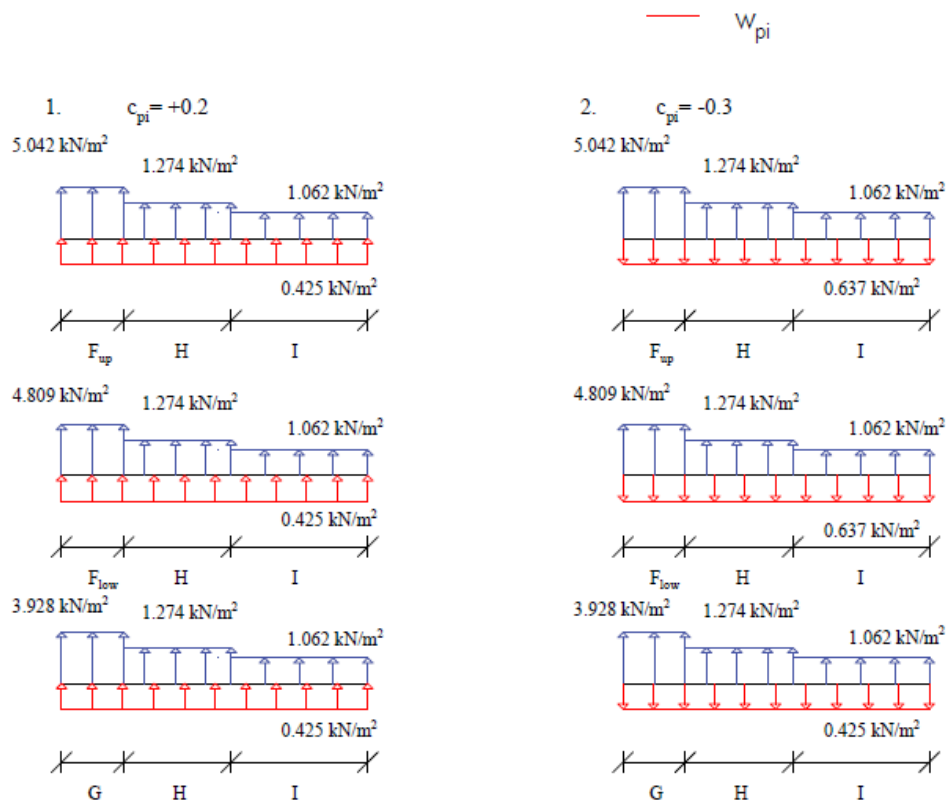 W_pi
1. c_pi= +0.2
5.042 kN/m²
1.274 kN/m²
1.062 kN/m²
0.425 kN/m²
F_up H I
4.809 kN/m²
1.274 kN/m²
1.062 kN/m²
0.425 kN/m²
F_low H I
3.928 kN/m²
1.274 kN/m²
1.062 kN/m²
0.425 kN/m²
G H I
2. c_pi= -0.3
5.042 kN/m²
1.274 kN/m²
1.062 kN/m²
0.637 kN/m²
F_up H I
4.809 kN/m²
1.274 kN/m²
1.062 kN/m²
0.637 kN/m²
F_low H I
3.928 kN/m²
1.274 kN/m²
1.062 kN/m²
0.425 kN/m²
G H I